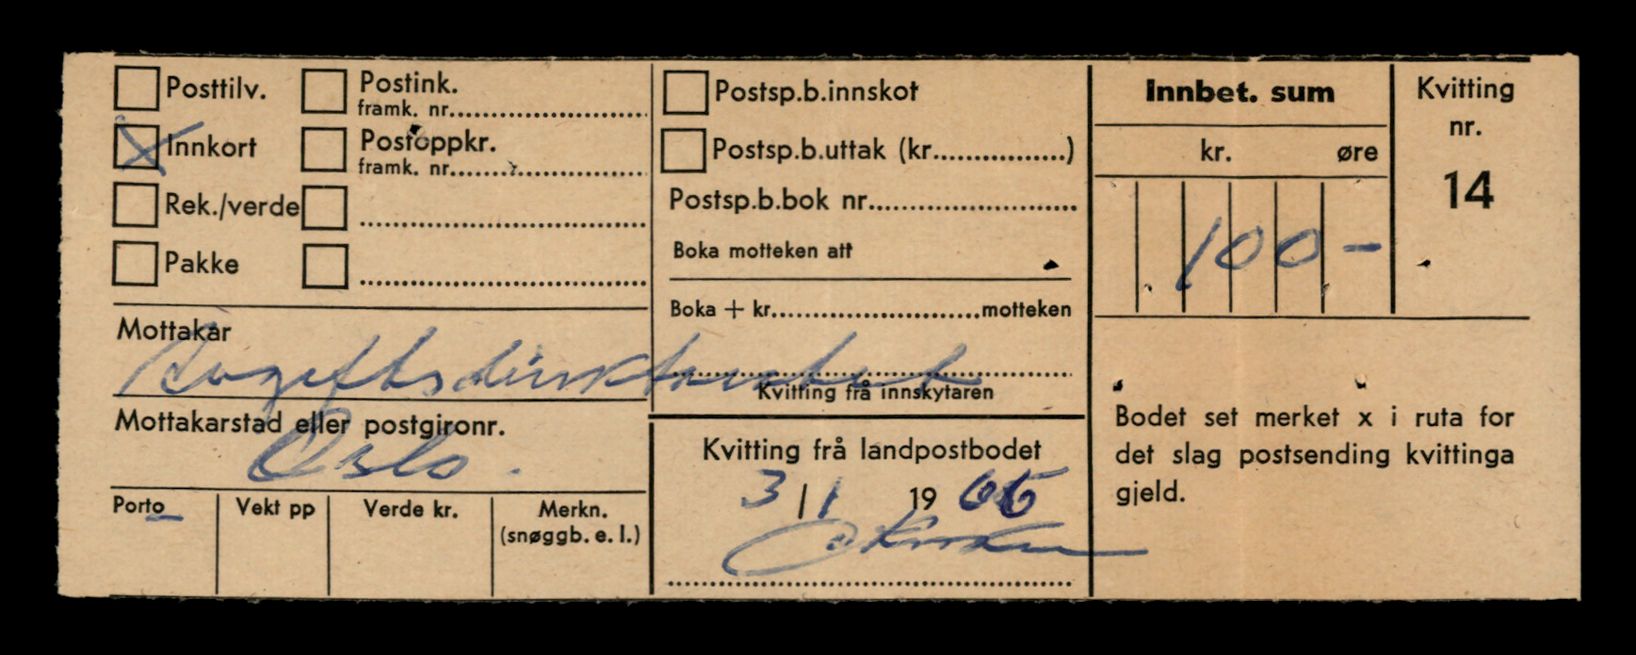 Posttilv.
Postink.
framk. nr.
Innkort
Postoppkr.
framk. nr.
Rek./verde
Pakke
Mottakar
Mottakarstad eller postgironr.
Oslo
Porto
Vekt pp
Verde kr.
Merkn.
(snøggb. e. l.)
Postsp.b.innskot
Postsp.b.uttak (kr................)
Postsp.b.bok nr.
Boka motteken att
Boka + kr. motteken
Kvitting frå innskytaren
Kvitting frå landpostbodet
3/1 1966
Innbet. sum
kr. øre
100 –
Kvitting
nr.
14
Bodet set merket x i ruta for
det slag postsending kvittinga
gjeld.